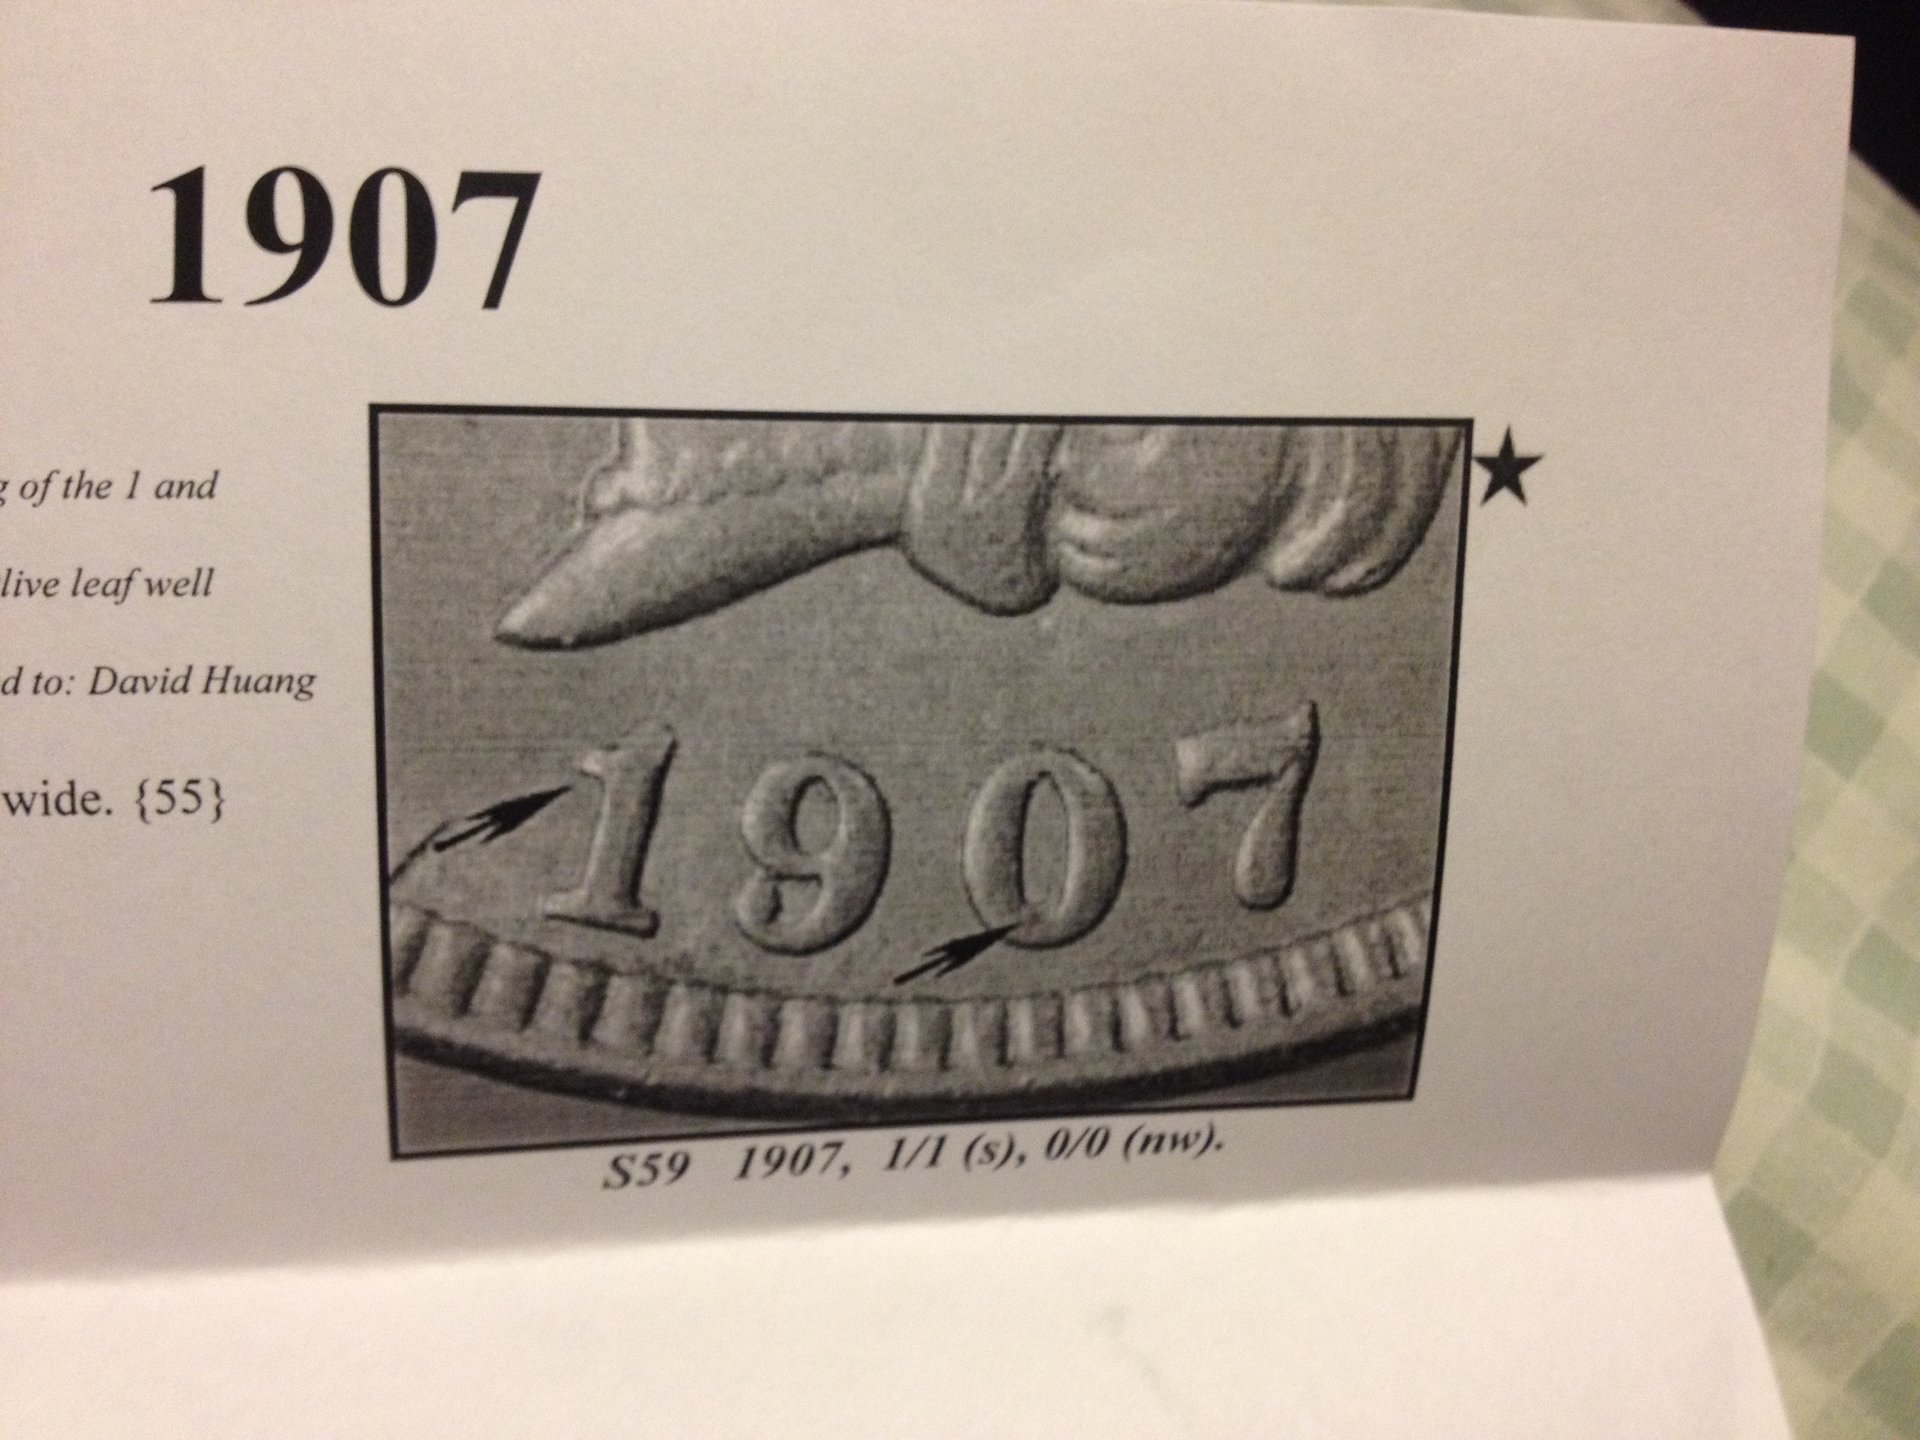 1907
g of the 1 and
live leaf well
d to: David Huang
wide. {55}
1907
S59 1907, 1/1 (s), 0/0 (nw).